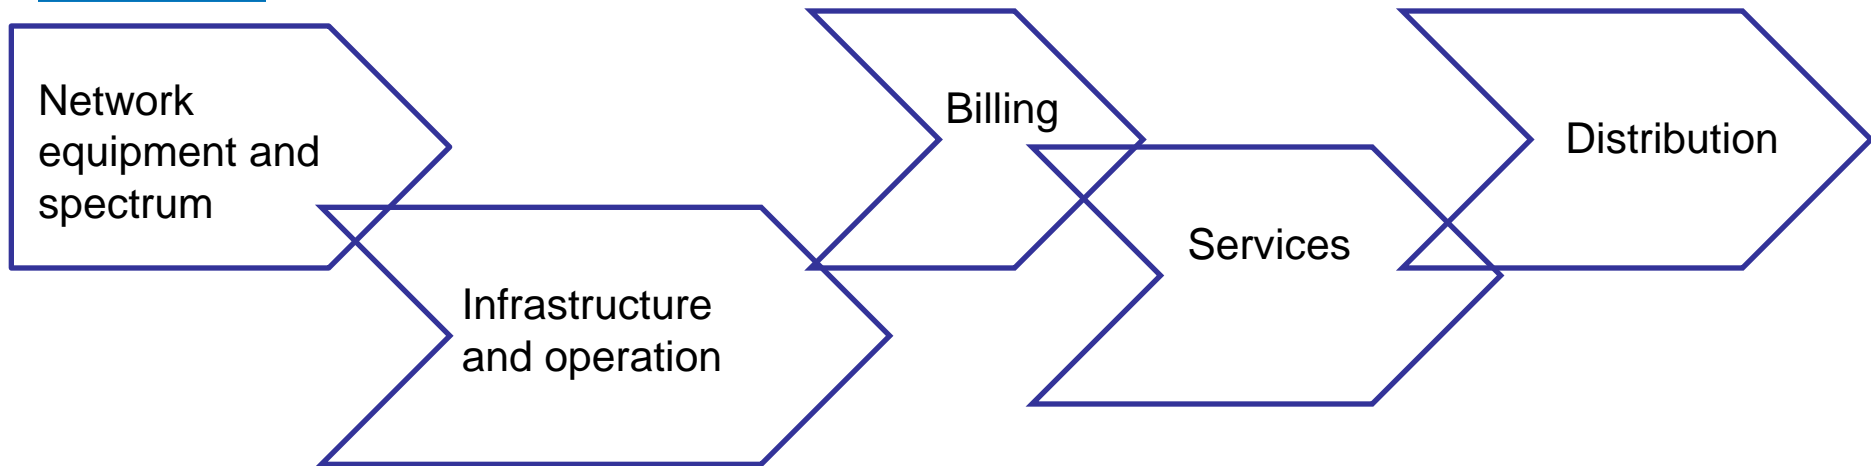 Network
equipment and
spectrum
Infrastructure
and operation
Billing
Services
Distribution